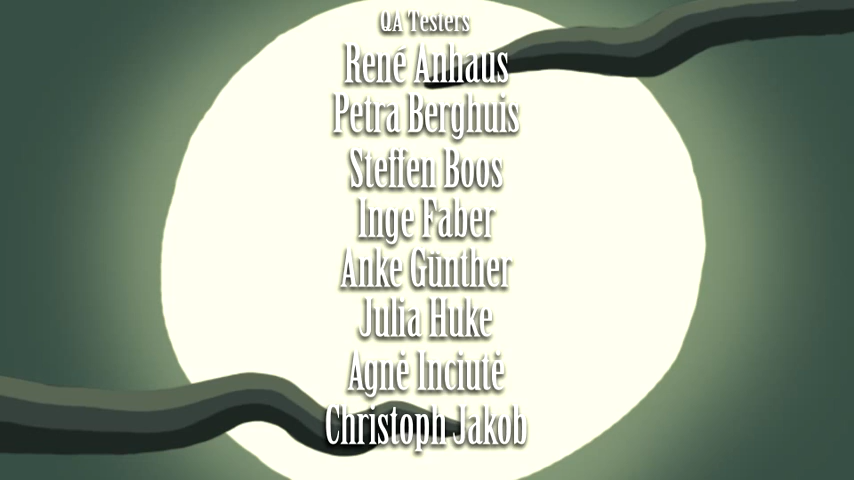 QA Testers
René Anhaus
Petra Berghuis
Steffen Boos
Inge Faber
Anke Günther
Julia Huke
Agnė Inciutė
Christoph Jakob